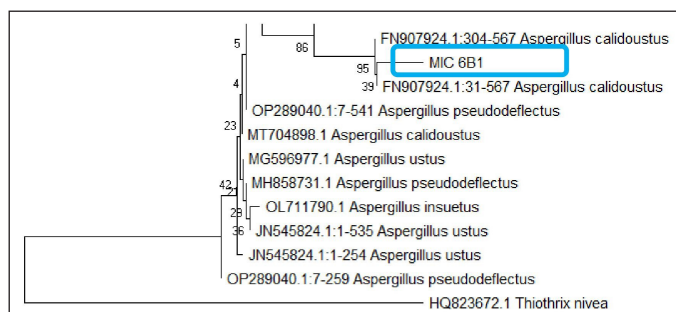 5
FN907924.1:304-567 Aspergillus calidoustus
86
MIC 6B1
95
39
FN907924.1:31-567 Aspergillus calidoustus
4
OP289040.1:7-541 Aspergillus pseudodeflectus
23
MT704898.1 Aspergillus calidoustus
MG596977.1 Aspergillus ustus
42
MH858731.1 Aspergillus pseudodeflectus
OL711790.1 Aspergillus insuetus
36
JN545824.1:1-535 Aspergillus ustus
JN545824.1:1-254 Aspergillus ustus
OP289040.1:7-259 Aspergillus pseudodeflectus
HQ823672.1 Thiothrix nivea